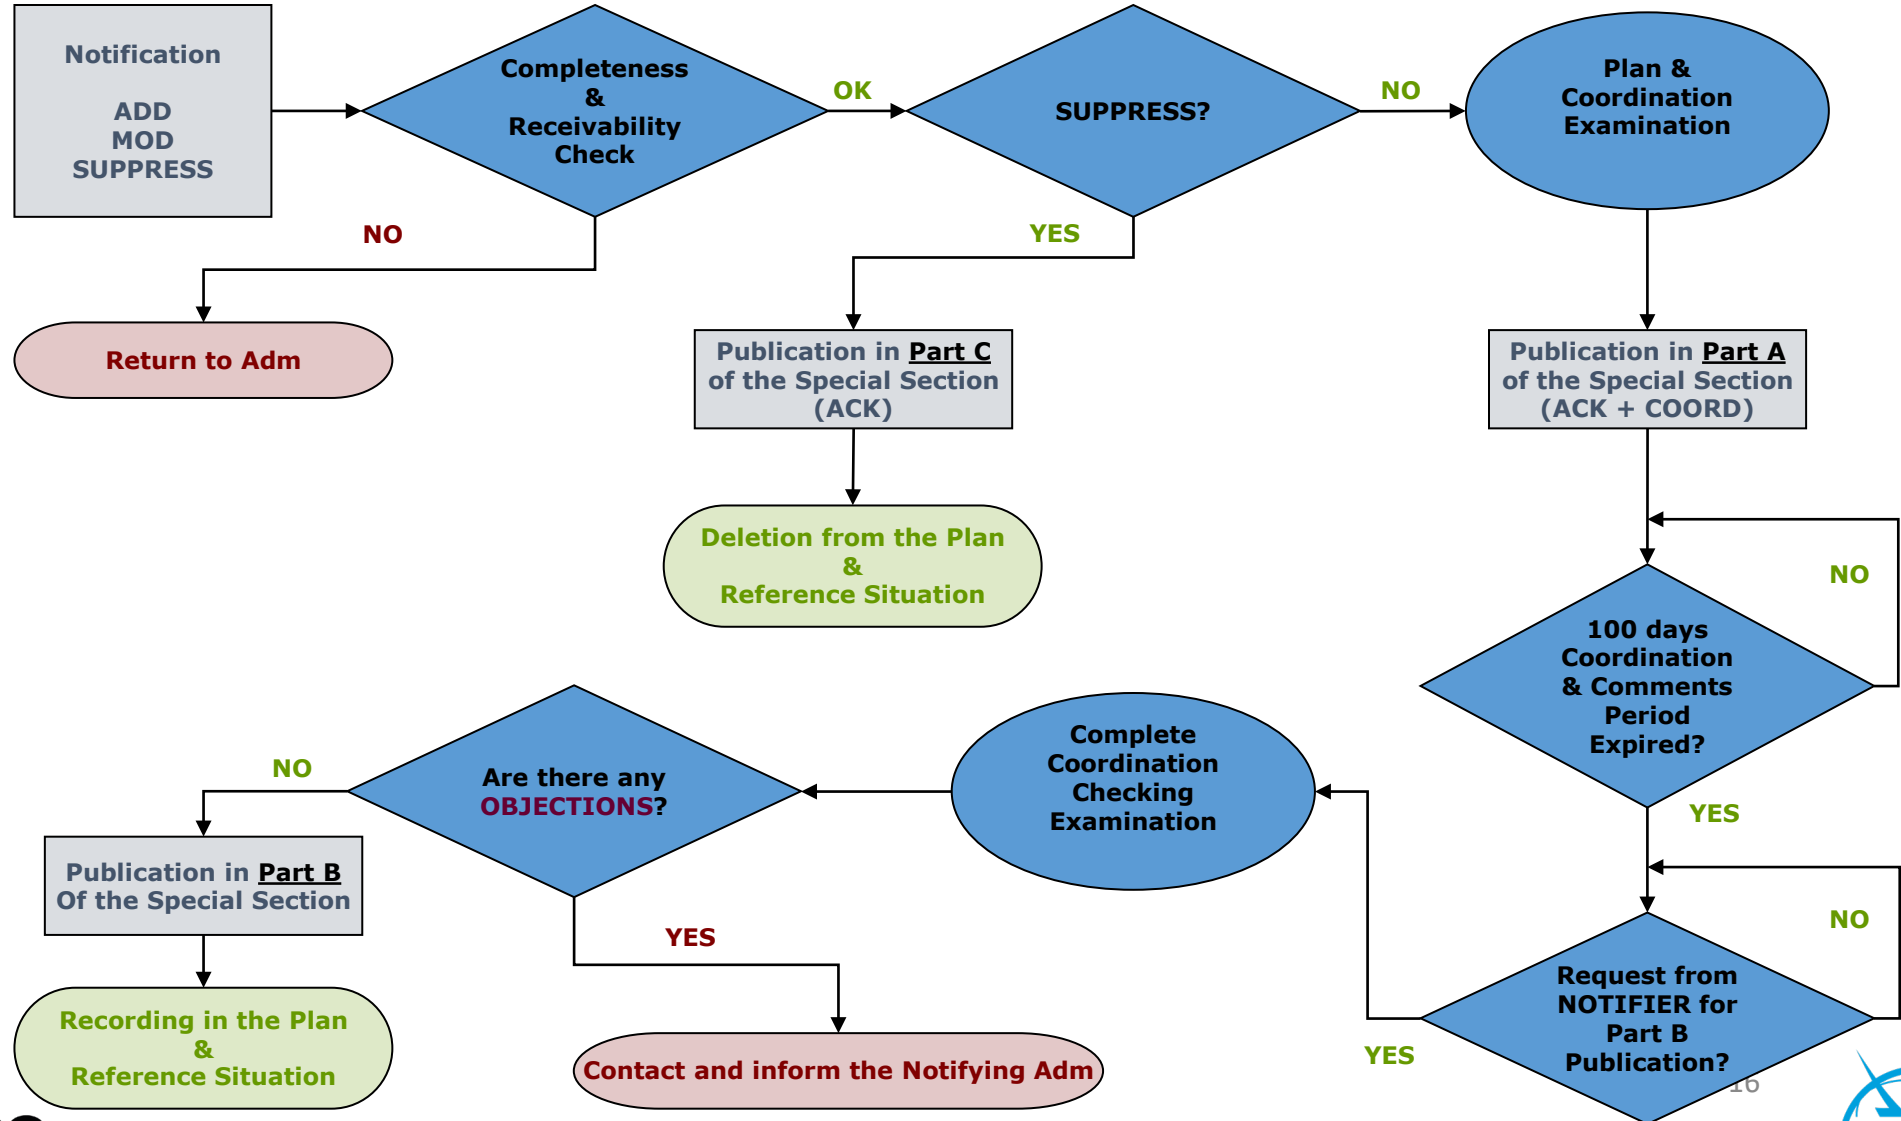 Notification
ADD
MOD
SUPPRESS
Completeness
&
Receivability
Check
OK
SUPPRESS?
NO
Plan &
Coordination
Examination
NO
YES
Return to Adm
Publication in Part C
of the Special Section
(ACK)
Publication in Part A
of the Special Section
(ACK + COORD)
Deletion from the Plan
&
Reference Situation
NO
100 days
Coordination
& Comments
Period
Expired?
YES
NO
Request from
NOTIFIER for
Part B
Publication?
YES
Complete
Coordination
Checking
Examination
Are there any
OBJECTIONS?
NO
YES
Publication in Part B
Of the Special Section
Recording in the Plan
&
Reference Situation
Contact and inform the Notifying Adm
16